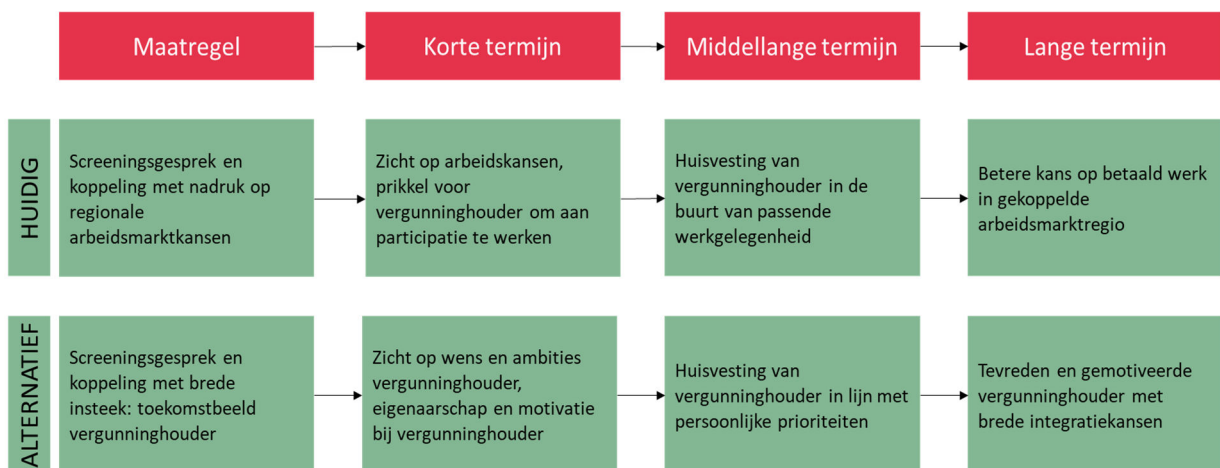 Maatregel
Korte termijn
Middellange termijn
Lange termijn
HUIDIG
Screeningsgesprek en
koppeling met nadruk op
regionale
arbeidsmarktkansen
Zicht op arbeidskansen,
prikkel voor
vergunninghouder om aan
participatie te werken
Huisvesting van
vergunninghouder in de
buurt van passende
werkgelegenheid
Betere kans op betaald werk
in gekoppelde
arbeidsmarktregio
ALTERNATIEF
Screeningsgesprek en
koppeling met brede
insteek: toekomstbeeld
vergunninghouder
Zicht op wens en ambities
vergunninghouder,
eigenaarschap en motivatie
bij vergunninghouder
Huisvesting van
vergunninghouder in lijn met
persoonlijke prioriteiten
Tevreden en gemotiveerde
vergunninghouder met
brede integratiekansen